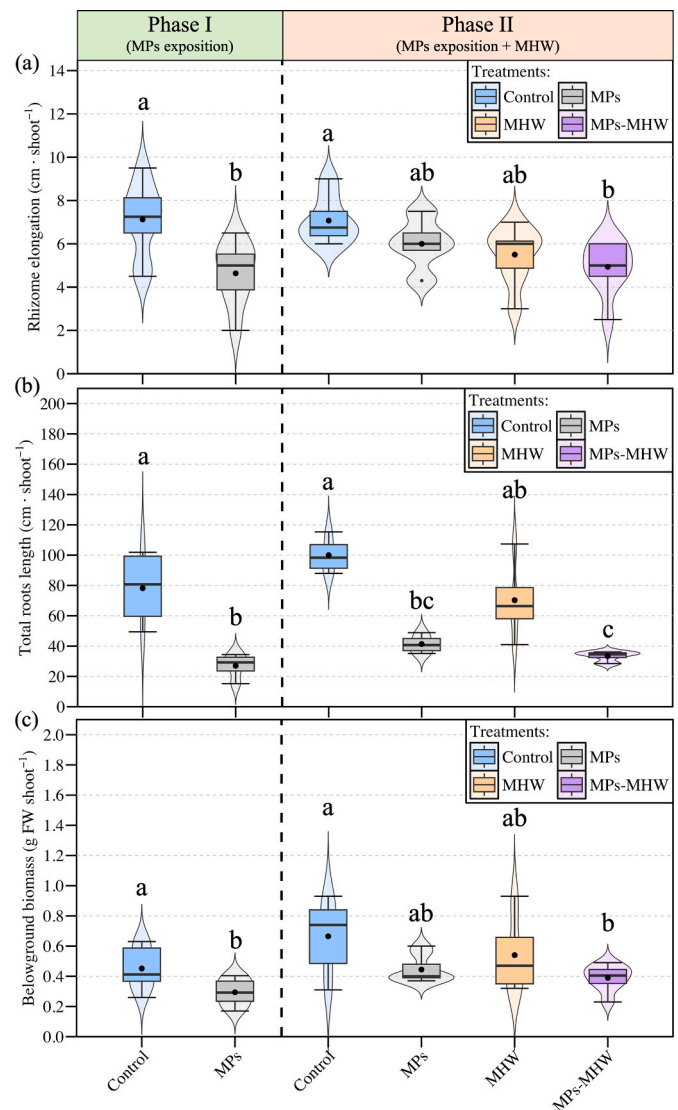 Phase I
(MPs exposition)
Phase II
(MPs exposition + MHW)
(a)
Rhizome elongation (cm · shoot⁻¹)
14
12
10
8
6
4
2
0
Treatments:
Control MPs
MHW MPs-MHW
a
b
a
ab
ab
b
(b)
Total roots length (cm · shoot⁻¹)
200
180
160
140
120
100
80
60
40
20
0
Treatments:
Control MPs
MHW MPs-MHW
a
b
a
bc
ab
c
(c)
Belowground biomass (g FW shoot⁻¹)
2.0
1.8
1.6
1.4
1.2
1.0
0.8
0.6
0.4
0.2
0.0
Treatments:
Control MPs
MHW MPs-MHW
a
b
a
ab
ab
b
Control
MPs
Control
MPs
MHW
MPs-MHW